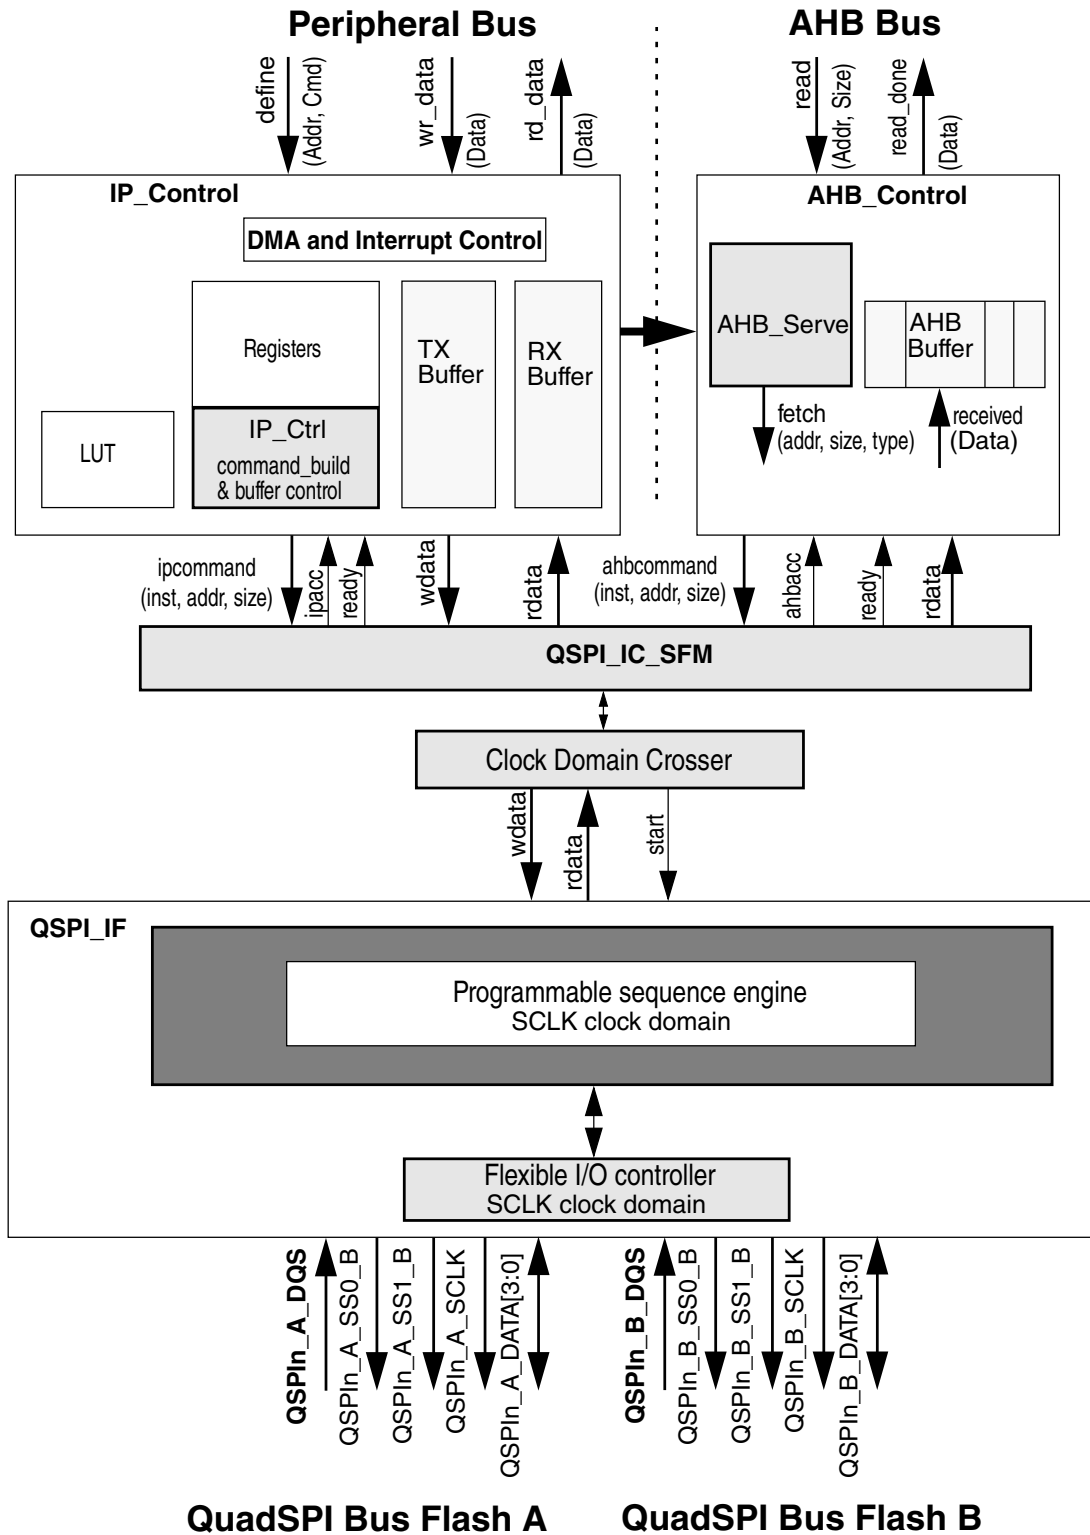 Peripheral Bus
AHB Bus
define
(Addr, Cmd)
wr_data
(Data)
rd_data
(Data)
read
(Addr, Size)
read_done
(Data)
IP_Control
AHB_Control
DMA and Interrupt Control
Registers
TX
Buffer
RX
Buffer
AHB_Serve
AHB
Buffer
LUT
IP_Ctrl
command_build
& buffer control
fetch
(addr, size, type)
received
(Data)
ipcommand
(inst, addr, size)
ipacc
ready
wdata
rdata
ahbcommand
(inst, addr, size)
ahbacc
ready
rdata
QSPI_IC_SFM
Clock Domain Crosser
wdata
rdata
start
QSPI_IF
Programmable sequence engine
SCLK clock domain
Flexible I/O controller
SCLK clock domain
QSPIn_A_DQS
QSPIn_A_SS0_B
QSPIn_A_SS1_B
QSPIn_A_SCLK
QSPIn_A_DATA[3:0]
QSPIn_B_DQS
QSPIn_B_SS0_B
QSPIn_B_SS1_B
QSPIn_B_SCLK
QSPIn_B_DATA[3:0]
QuadSPI Bus Flash A
QuadSPI Bus Flash B